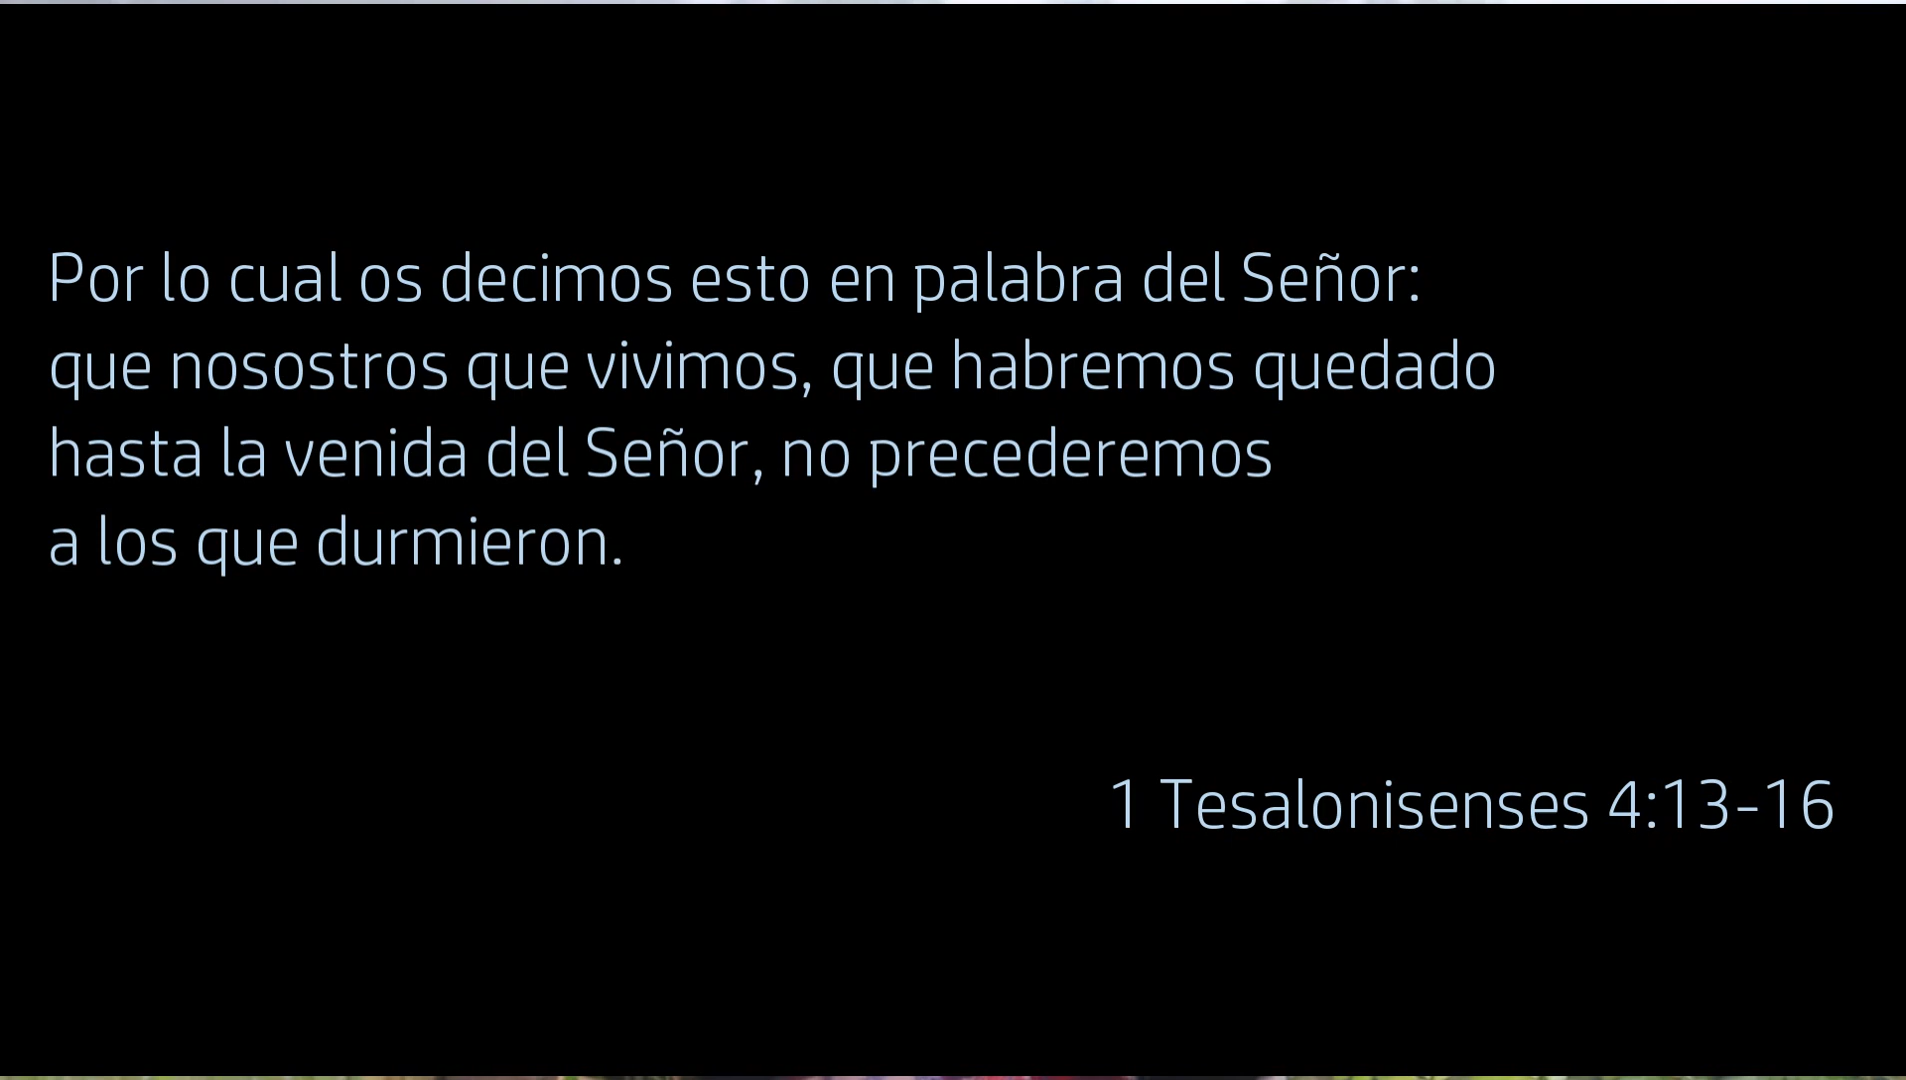 Por lo cual os decimos esto en palabra del Señor:
que nosostros que vivimos, que habremos quedado
hasta la venida del Señor, no precederemos
a los que durmieron.
1 Tesalonisenses 4:13-16